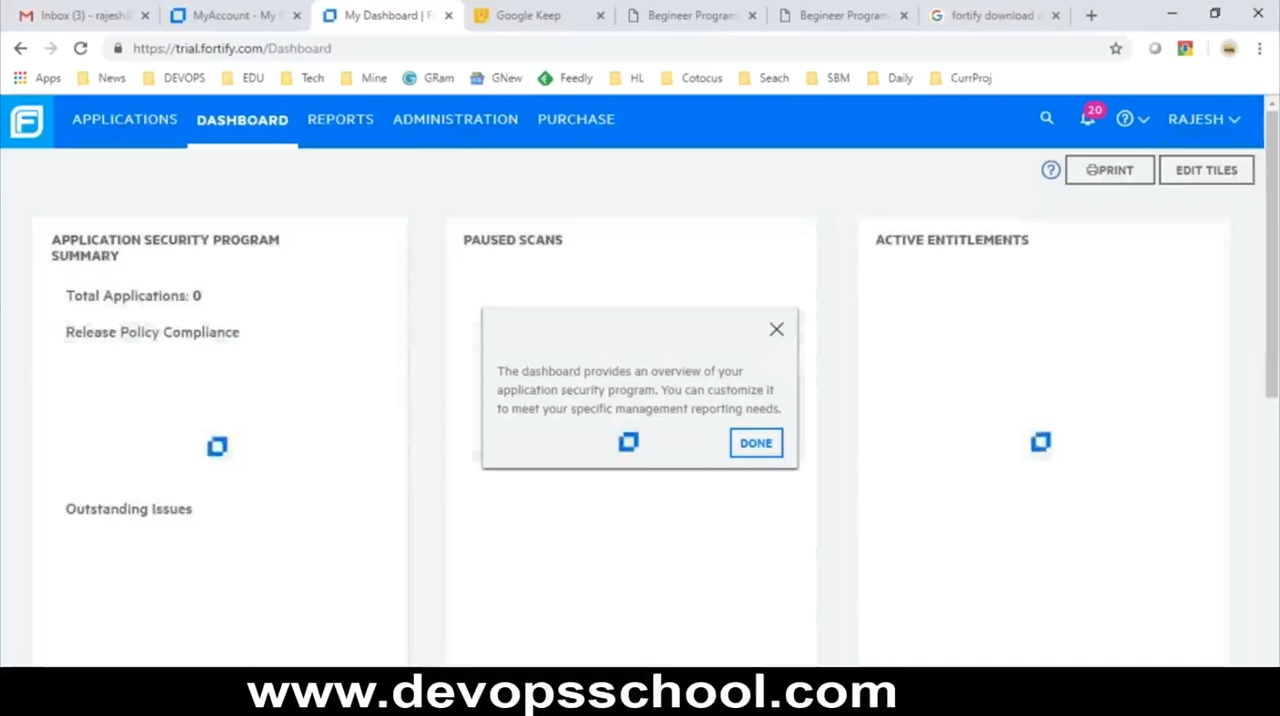 Inbox (3) - rajesh@
MyAccount - My F
My Dashboard | Fo
Google Keep
Begineer Program
Begineer Program
fortify download
https://trial.fortify.com/Dashboard
Apps
News
DEVOPS
EDU
Tech
Mine
GRam
GNew
Feedly
HL
Cotocus
Seach
SBM
Daily
CurrProj
APPLICATIONS
DASHBOARD
REPORTS
ADMINISTRATION
PURCHASE
20
RAJESH
PRINT
EDIT TILES
APPLICATION SECURITY PROGRAM
SUMMARY
Total Applications: 0
Release Policy Compliance
Outstanding Issues
PAUSED SCANS
The dashboard provides an overview of your
application security program. You can customize it
to meet your specific management reporting needs.
DONE
ACTIVE ENTITLEMENTS
www.devopsschool.com